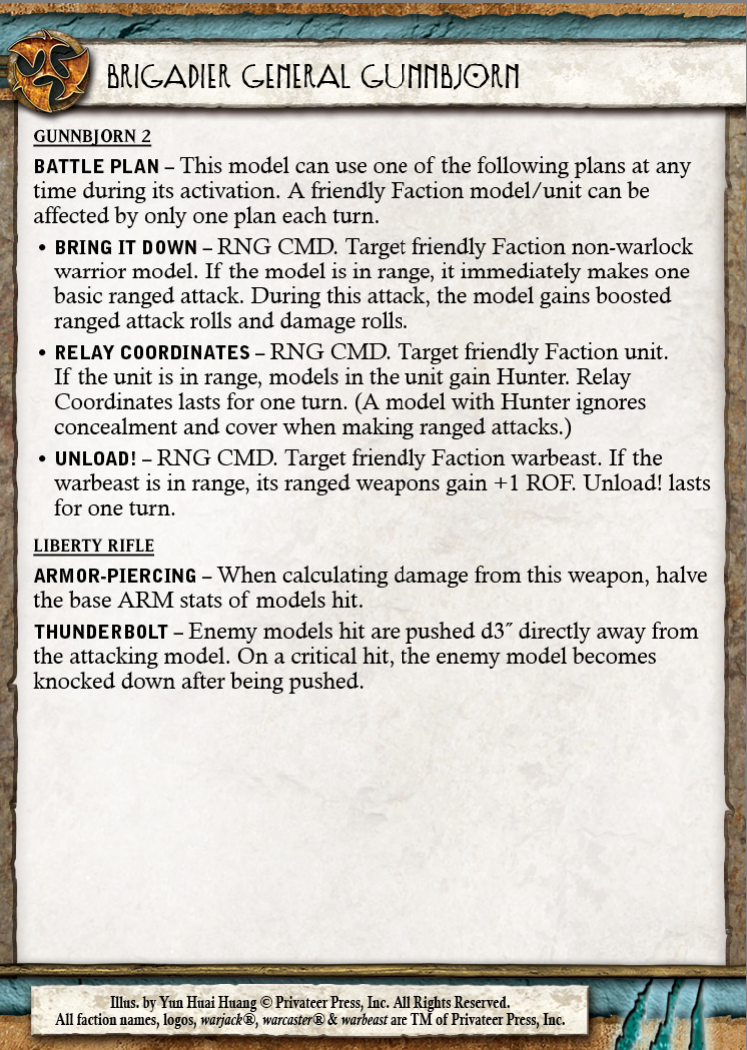 BRIGADIER GENERAL GUNNBJORN
GUNNBJORN 2
BATTLE PLAN – This model can use one of the following plans at any
time during its activation. A friendly Faction model/unit can be
affected by only one plan each turn.
• BRING IT DOWN – RNG CMD. Target friendly Faction non-warlock
warrior model. If the model is in range, it immediately makes one
basic ranged attack. During this attack, the model gains boosted
ranged attack rolls and damage rolls.
• RELAY COORDINATES – RNG CMD. Target friendly Faction unit.
If the unit is in range, models in the unit gain Hunter. Relay
Coordinates lasts for one turn. (A model with Hunter ignores
concealment and cover when making ranged attacks.)
• UNLOAD! – RNG CMD. Target friendly Faction warbeast. If the
warbeast is in range, its ranged weapons gain +1 ROF. Unload! lasts
for one turn.
LIBERTY RIFLE
ARMOR-PIERCING – When calculating damage from this weapon, halve
the base ARM stats of models hit.
THUNDERBOLT – Enemy models hit are pushed d3˝ directly away from
the attacking model. On a critical hit, the enemy model becomes
knocked down after being pushed.
Illus. by Yun Huai Huang © Privateer Press, Inc. All Rights Reserved.
All faction names, logos, warjack®, warcaster® & warbeast are TM of Privateer Press, Inc.